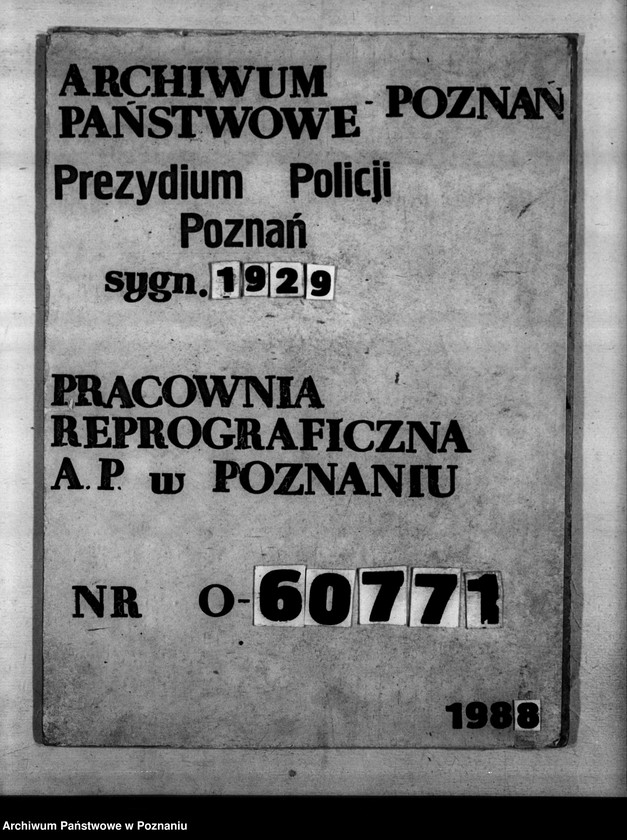 ARCHIWUM
PAŃSTWOWE - POZNAŃ
Prezydium Policji
Poznań
sygn. 1929
PRACOWNIA
REPROGRAFICZNA
A.P. w POZNANIU
NR O-60771
1988
Archiwum Państwowe w Poznaniu